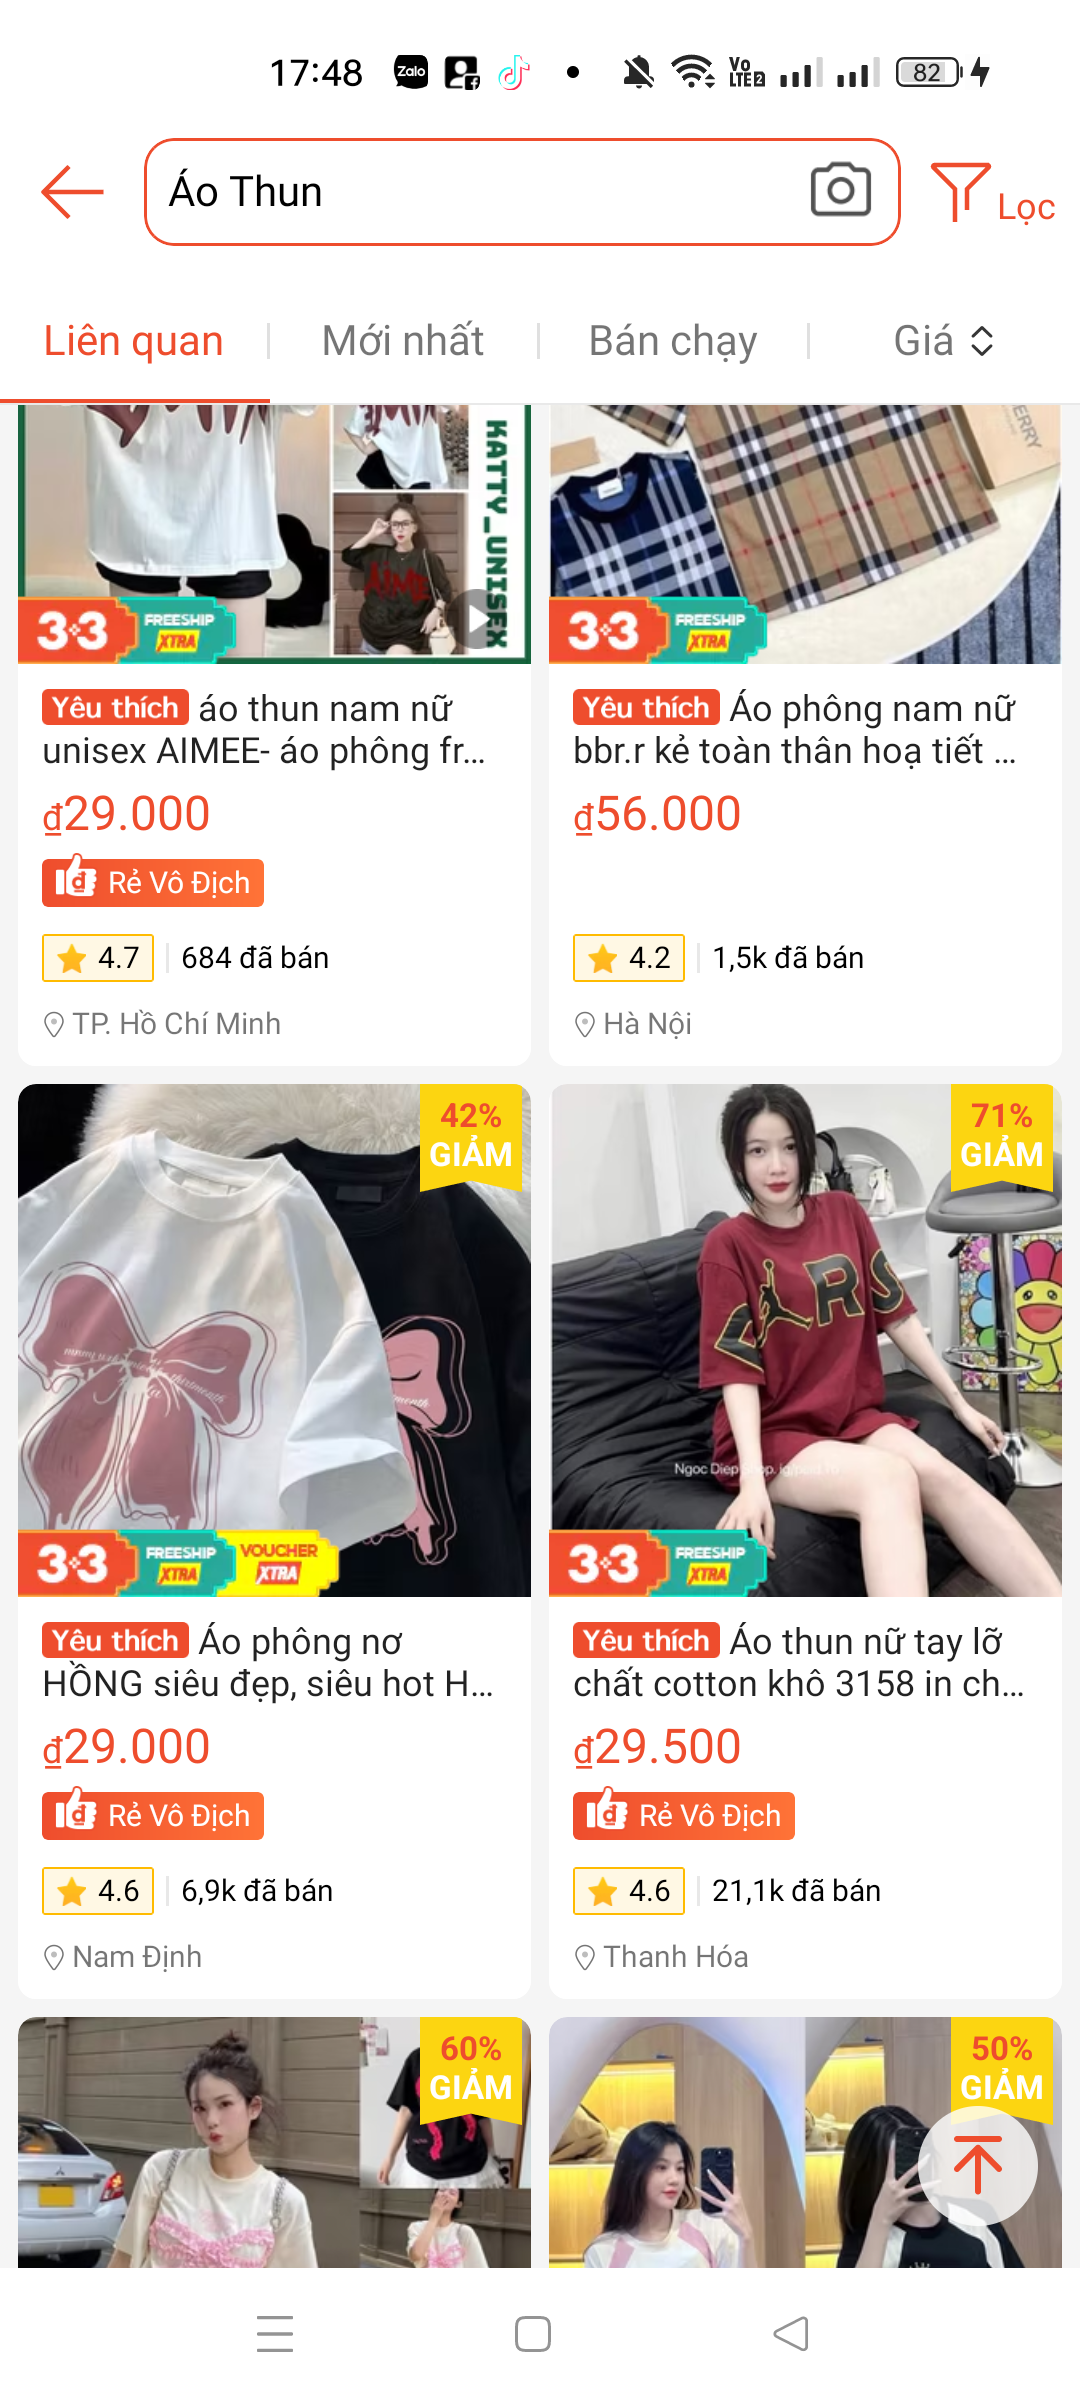 17:48 Zalo Vo LTE 2 82
Áo Thun
Lọc
Liên quan
Mới nhất
Bán chạy
Giá
KATTY_UNISEX
AIME
3.3
FREESHIP
XTRA
Yêu thích áo thun nam nữ
unisex AIMEE- áo phông fr...
₫29.000
Rẻ Vô Địch
4.7
684 đã bán
TP. Hồ Chí Minh
3.3
FREESHIP
XTRA
Yêu thích Áo phông nam nữ
bbr.r kẻ toàn thân hoạ tiết ...
₫56.000
4.2
1,5k đã bán
Hà Nội
42%
GIẢM
3.3
FREESHIP
XTRA
VOUCHER
XTRA
Yêu thích Áo phông nơ
HỒNG siêu đẹp, siêu hot H...
₫29.000
Rẻ Vô Địch
4.6
6,9k đã bán
Nam Định
71%
GIẢM
Ngoc Diep Shop.
3.3
FREESHIP
XTRA
Yêu thích Áo thun nữ tay lỡ
chất cotton khô 3158 in ch...
₫29.500
Rẻ Vô Địch
4.6
21,1k đã bán
Thanh Hóa
60%
GIẢM
50%
GIẢM